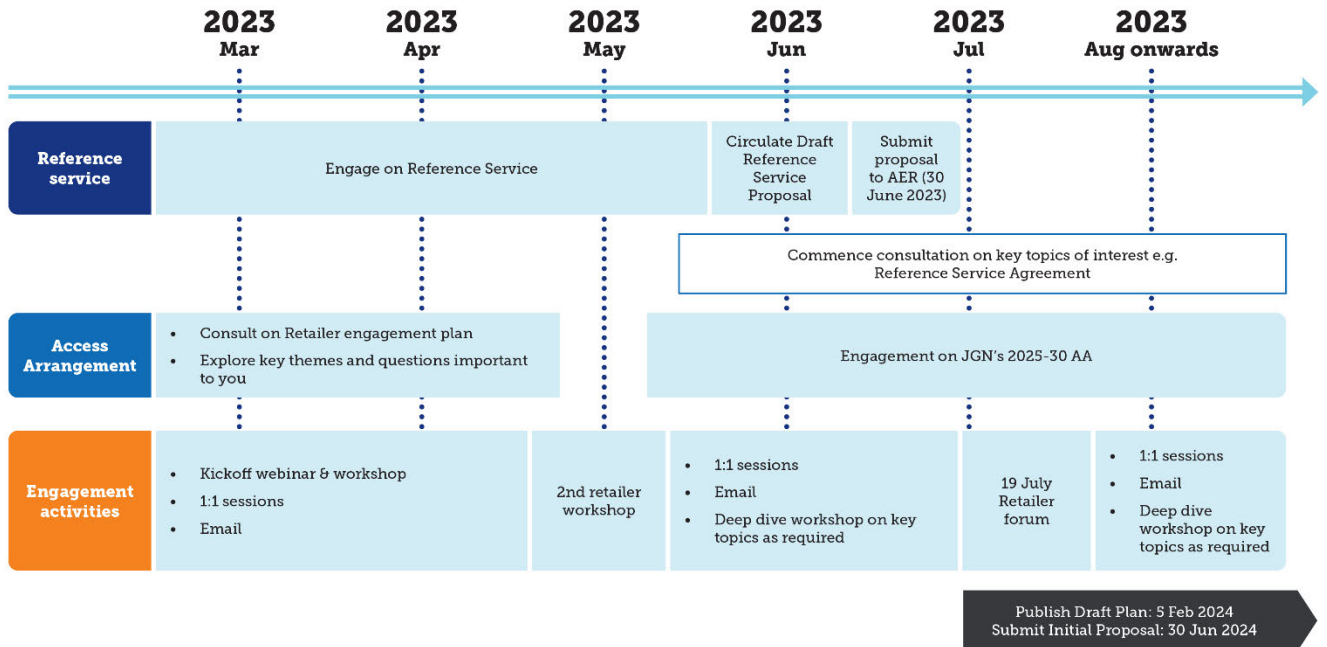 2023
Mar
2023
Apr
2023
May
2023
Jun
2023
Jul
2023
Aug onwards
Reference
service
Engage on Reference Service
Circulate Draft
Reference
Service
Proposal
Submit
proposal
to AER (30
June 2023)
Commence consultation on key topics of interest e.g.
Reference Service Agreement
Access
Arrangement
• Consult on Retailer engagement plan
• Explore key themes and questions important
to you
Engagement on JGN's 2025-30 AA
Engagement
activities
• Kickoff webinar & workshop
• 1:1 sessions
• Email
2nd retailer
workshop
• 1:1 sessions
• Email
• Deep dive workshop on key
topics as required
19 July
Retailer
forum
• 1:1 sessions
• Email
• Deep dive
workshop on key
topics as required
Publish Draft Plan: 5 Feb 2024
Submit Initial Proposal: 30 Jun 2024